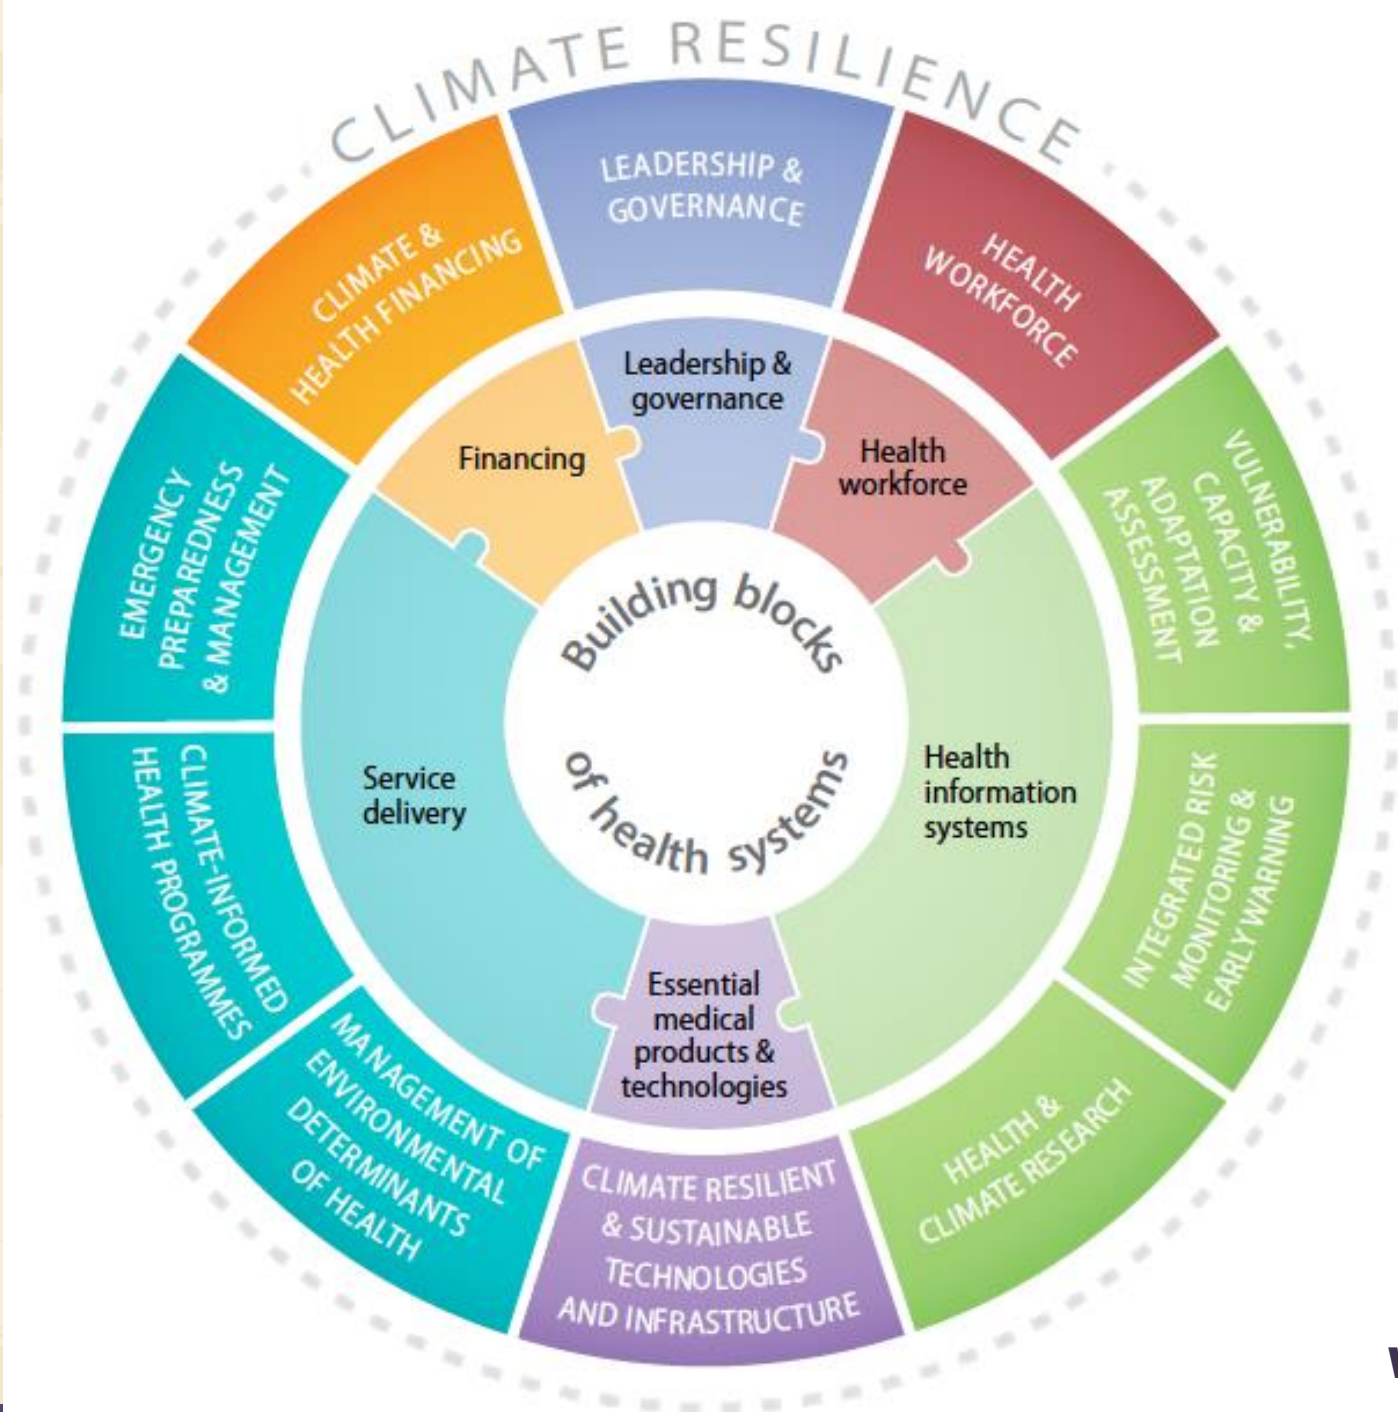 CLIMATE RESILIENCE
LEADERSHIP &
GOVERNANCE
HEALTH
WORKFORCE
VULNERABILITY,
CAPACITY &
ADAPTATION
ASSESSMENT
INTEGRATED RISK
MONITORING &
EARLY WARNING
HEALTH &
CLIMATE RESEARCH
CLIMATE RESILIENT
& SUSTAINABLE
TECHNOLOGIES
AND INFRASTRUCTURE
MANAGEMENT OF
ENVIRONMENTAL
DETERMINANTS
OF HEALTH
CLIMATE-INFORMED
HEALTH PROGRAMMES
EMERGENCY
PREPAREDNESS
& MANAGEMENT
CLIMATE &
HEALTH FINANCING
Leadership &
governance
Health
workforce
Health
information
systems
Essential
medical
products &
technologies
Service
delivery
Financing
Building blocks
of health systems